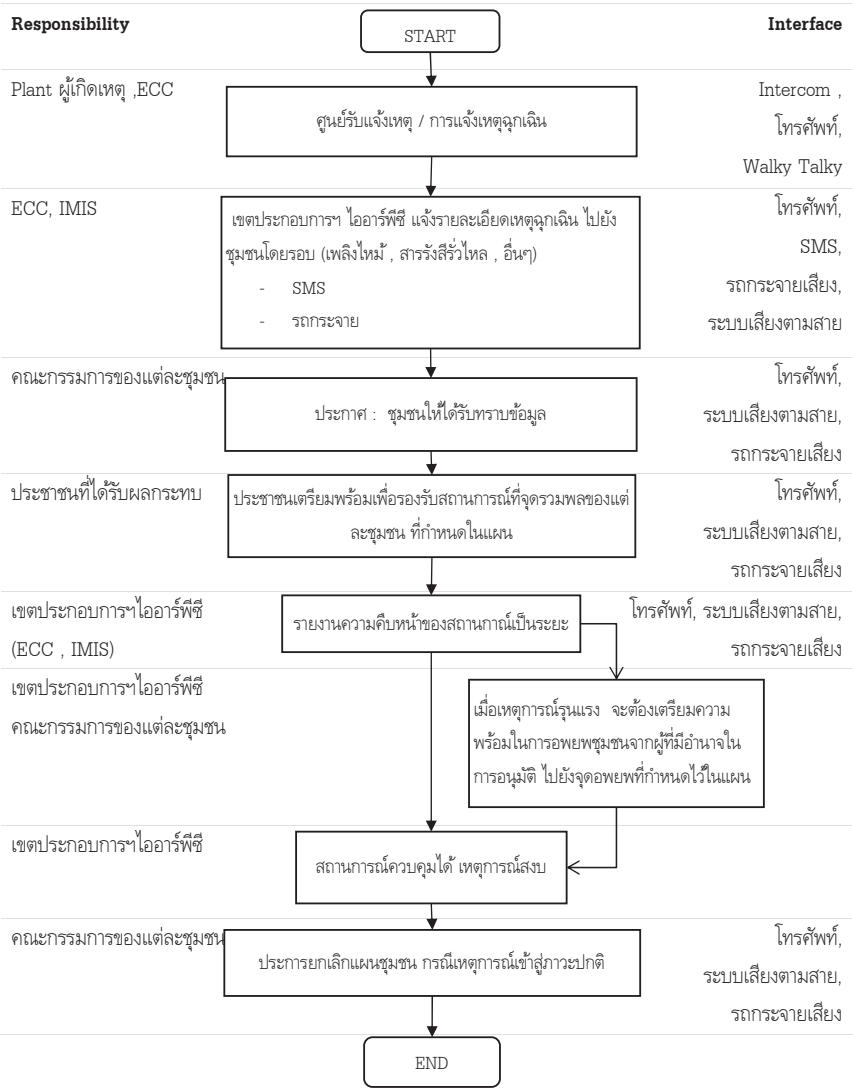 Responsibility
START
Interface
Plant ผู้เกิดเหตุ ,ECC
ศูนย์รับแจ้งเหตุ / การแจ้งเหตุฉุกเฉิน
Intercom ,
โทรศัพท์,
Walky Talky
ECC, IMIS
เขตประกอบการฯ ไออาร์พีซี แจ้งรายละเอียดเหตุฉุกเฉิน ไปยัง
ชุมชนโดยรอบ (เพลิงไหม้ , สารรังสีรั่วไหล , อื่นๆ)
- SMS
- รถกระจาย
โทรศัพท์,
SMS,
รถกระจายเสียง,
ระบบเสียงตามสาย
คณะกรรมการของแต่ละชุมชน
ประกาศ : ชุมชนให้ได้รับทราบข้อมูล
โทรศัพท์,
ระบบเสียงตามสาย,
รถกระจายเสียง
ประชาชนที่ได้รับผลกระทบ
ประชาชนเตรียมพร้อมเพื่อรองรับสถานการณ์ที่จุดรวมพลของแต่
ละชุมชน ที่กำหนดในแผน
โทรศัพท์,
ระบบเสียงตามสาย,
รถกระจายเสียง
เขตประกอบการฯไออาร์พีซี
(ECC , IMIS)
รายงานความคืบหน้าของสถานกาณ์เป็นระยะ
โทรศัพท์, ระบบเสียงตามสาย,
รถกระจายเสียง
เขตประกอบการฯไออาร์พีซี
คณะกรรมการของแต่ละชุมชน
เมื่อเหตุการณ์รุนแรง จะต้องเตรียมความ
พร้อมในการอพยพชุมชนจากผู้ที่มีอำนาจใน
การอนุมัติ ไปยังจุดอพยพที่กำหนดไว้ในแผน
เขตประกอบการฯไออาร์พีซี
สถานการณ์ควบคุมได้ เหตุการณ์สงบ
คณะกรรมการของแต่ละชุมชน
ประการยกเลิกแผนชุมชน กรณีเหตุการณ์เข้าสู่ภาวะปกติ
โทรศัพท์,
ระบบเสียงตามสาย,
รถกระจายเสียง
END